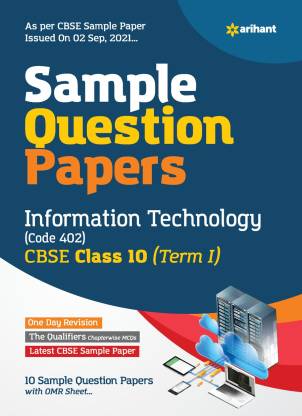 As per CBSE Sample Paper
Issued On 02 Sep, 2021...
arihant
Sample
Question
Papers
Information Technology
(Code 402)
CBSE Class 10 (Term I)
One Day Revision
The Qualifiers Chapterwise MCQs
Latest CBSE Sample Paper
10 Sample Question Papers
with OMR Sheet...